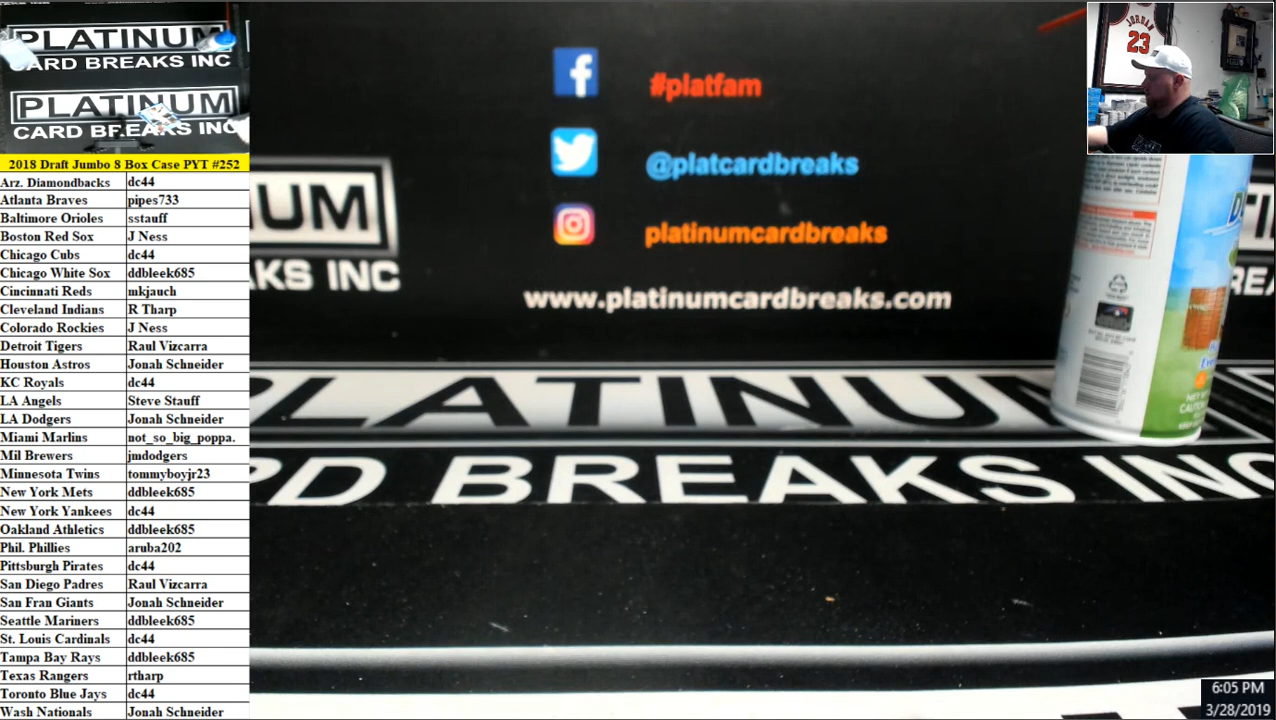 PLATINUM
CARD BREAKS INC
PLATINUM
CARD BREAKS INC
2018 Draft Jumbo 8 Box Case PYT #252
Arz. Diamondbacks dc44
Atlanta Braves pipes733
Baltimore Orioles sstauff
Boston Red Sox J Ness
Chicago Cubs dc44
Chicago White Sox ddbleek685
Cincinnati Reds mkjauch
Cleveland Indians R Tharp
Colorado Rockies J Ness
Detroit Tigers Raul Vizcarra
Houston Astros Jonah Schneider
KC Royals dc44
LA Angels Steve Stauff
LA Dodgers Jonah Schneider
Miami Marlins not_so_big_poppa.
Mil Brewers jmdodgers
Minnesota Twins tommyboyjr23
New York Mets ddbleek685
New York Yankees dc44
Oakland Athletics ddbleek685
Phil. Phillies aruba202
Pittsburgh Pirates dc44
San Diego Padres Raul Vizcarra
San Fran Giants Jonah Schneider
Seattle Mariners ddbleek685
St. Louis Cardinals dc44
Tampa Bay Rays ddbleek685
Texas Rangers rtharp
Toronto Blue Jays dc44
Wash Nationals Jonah Schneider
#platfam
@platcardbreaks
platinumcardbreaks
www.platinumcardbreaks.com
NUM
KS INC
PLATINU
RD BREAKS INC
JORDAN
23
6:05 PM
3/28/2019